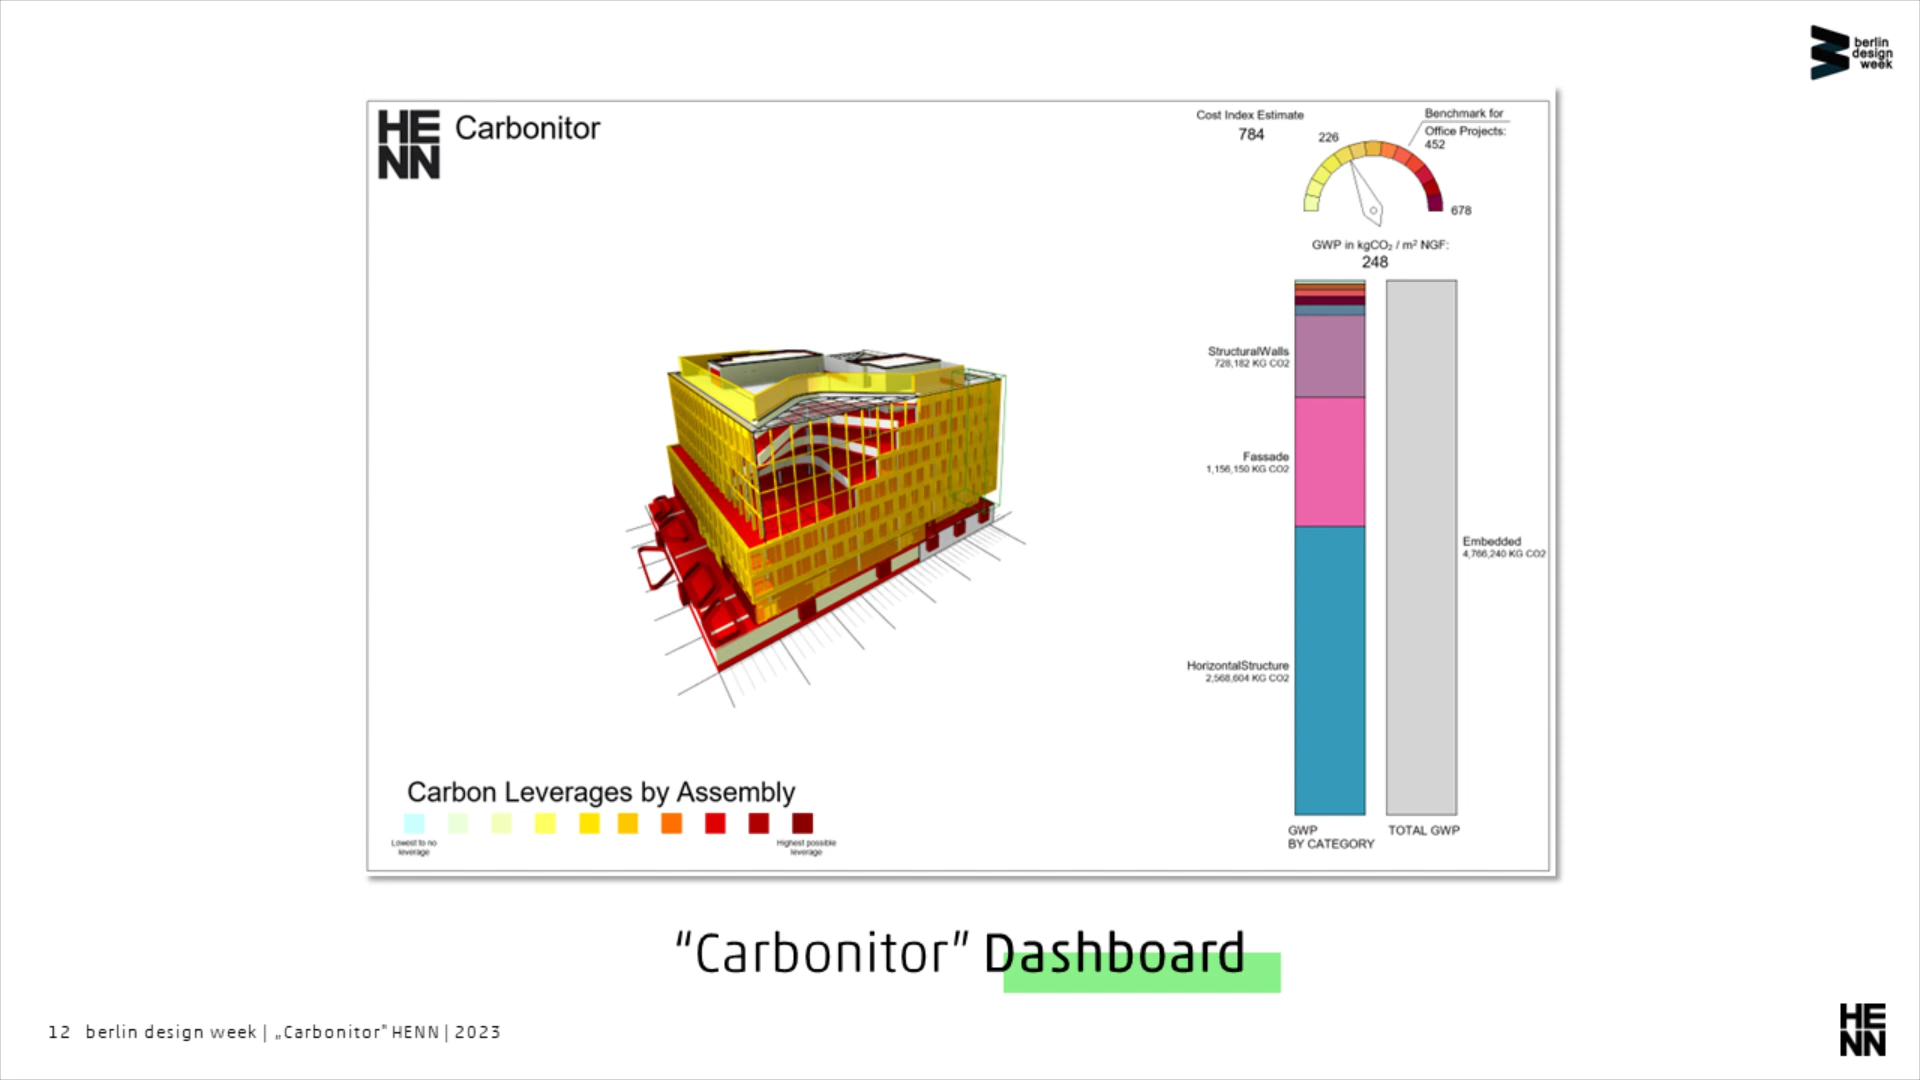 berlin
design
week
HE
NN
Carbonitor
Cost Index Estimate
784
226
Benchmark for
Office Projects:
452
678
GWP in kgCO₂ / m² NGF:
248
StructuralWalls
728,182 KG CO2
Fassade
1,156,150 KG CO2
Embedded
4,766,240 KG CO2
HorizontalStructure
2,568,604 KG CO2
GWP
BY CATEGORY
TOTAL GWP
Carbon Leverages by Assembly
Lowest to no
leverage
Highest possible
leverage
“Carbonitor” Dashboard
12 berlin design week | „Carbonitor" HENN | 2023
HE
NN